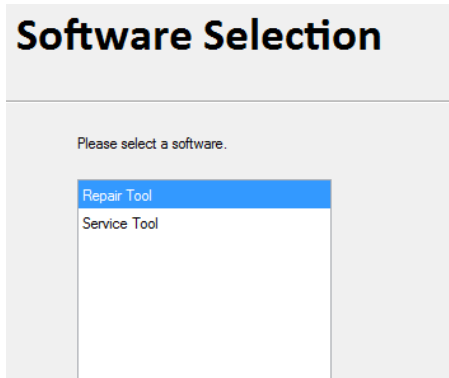 Software Selection
Please select a software.
Repair Tool
Service Tool